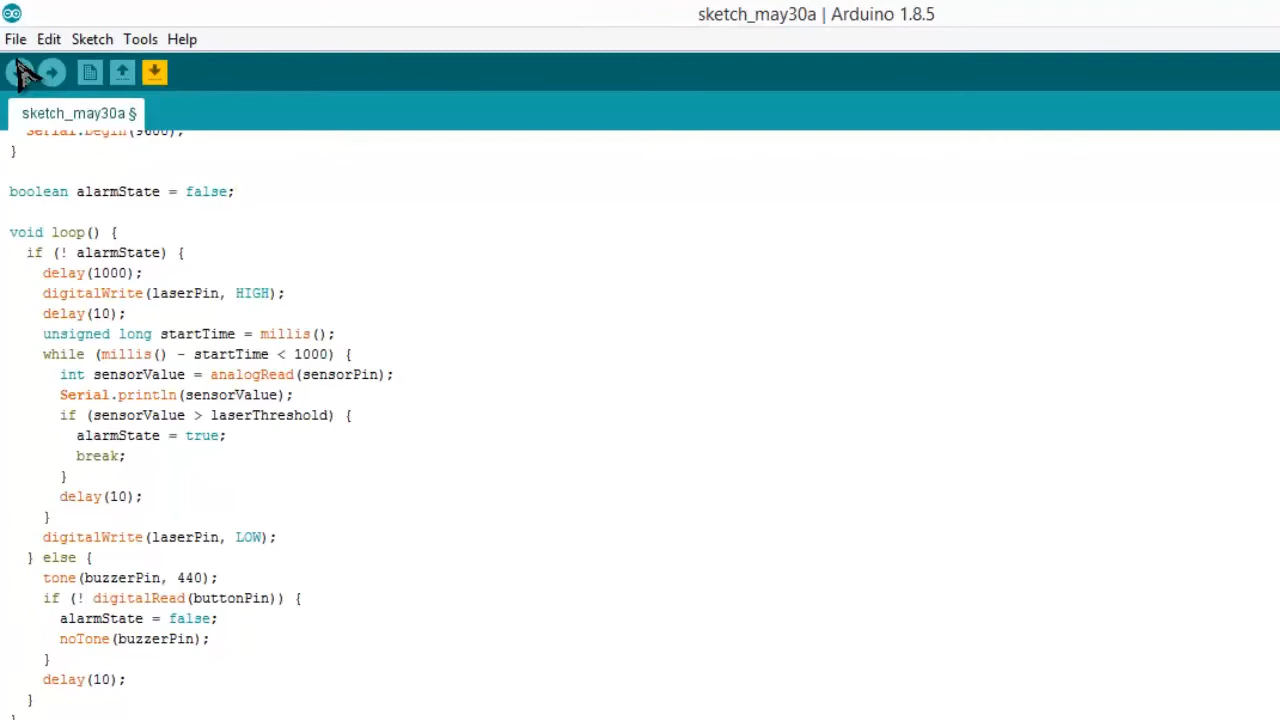 sketch_may30a | Arduino 1.8.5
File Edit Sketch Tools Help
sketch_may30a §
Serial.begin(9600);
}
boolean alarmState = false;
void loop() {
if (! alarmState) {
delay(1000);
digitalWrite(laserPin, HIGH);
delay(10);
unsigned long startTime = millis();
while (millis() - startTime < 1000) {
int sensorValue = analogRead(sensorPin);
Serial.println(sensorValue);
if (sensorValue > laserThreshold) {
alarmState = true;
break;
}
delay(10);
}
digitalWrite(laserPin, LOW);
} else {
tone(buzzerPin, 440);
if (! digitalRead(buttonPin)) {
alarmState = false;
noTone(buzzerPin);
}
delay(10);
}
}